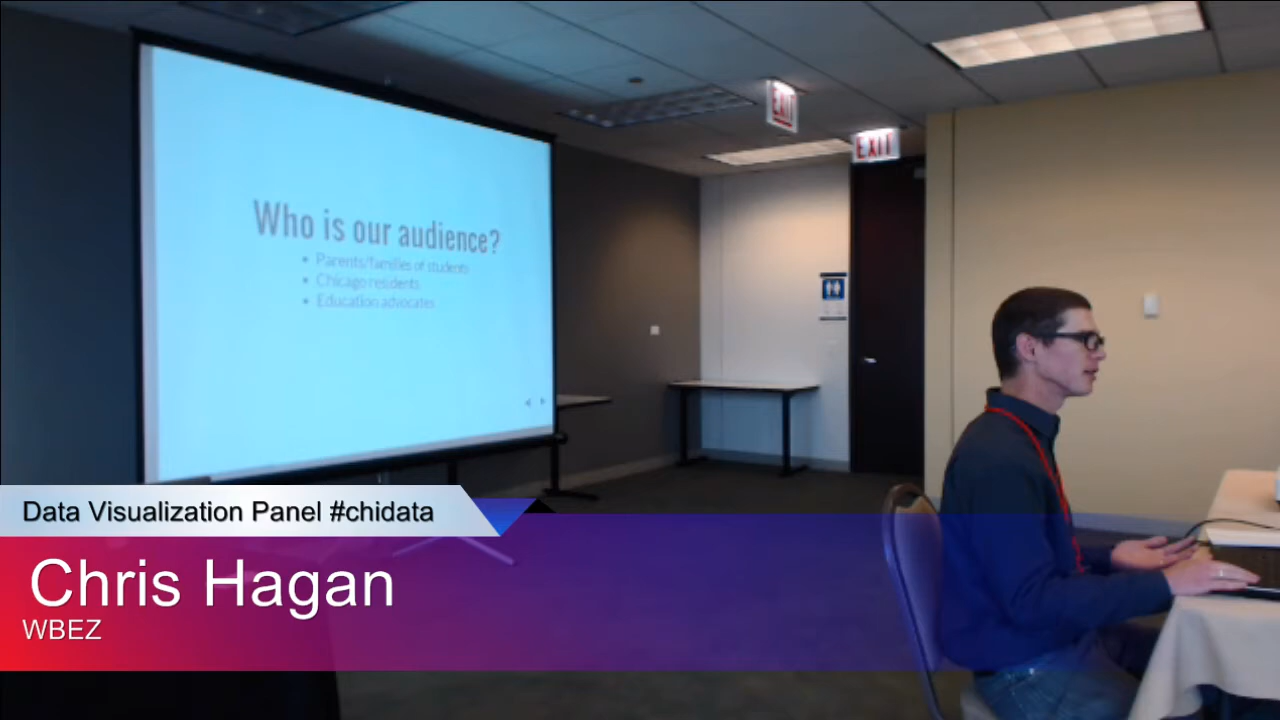 EXIT
EXIT
Who is our audience?
• Parents/families of students
• Chicago residents
• Education advocates
Data Visualization Panel #chidata
Chris Hagan
WBEZ